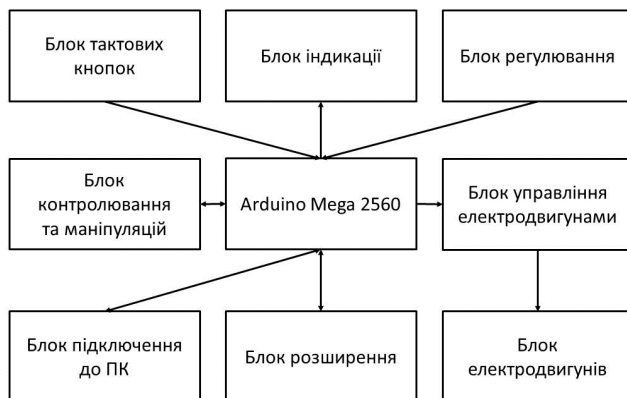 Блок тактових
кнопок
Блок індикації
Блок регулювання
Блок
контролювання
та маніпуляцій
Arduino Mega 2560
Блок управління
електродвигунами
Блок підключення
до ПК
Блок розширення
Блок
електродвигунів